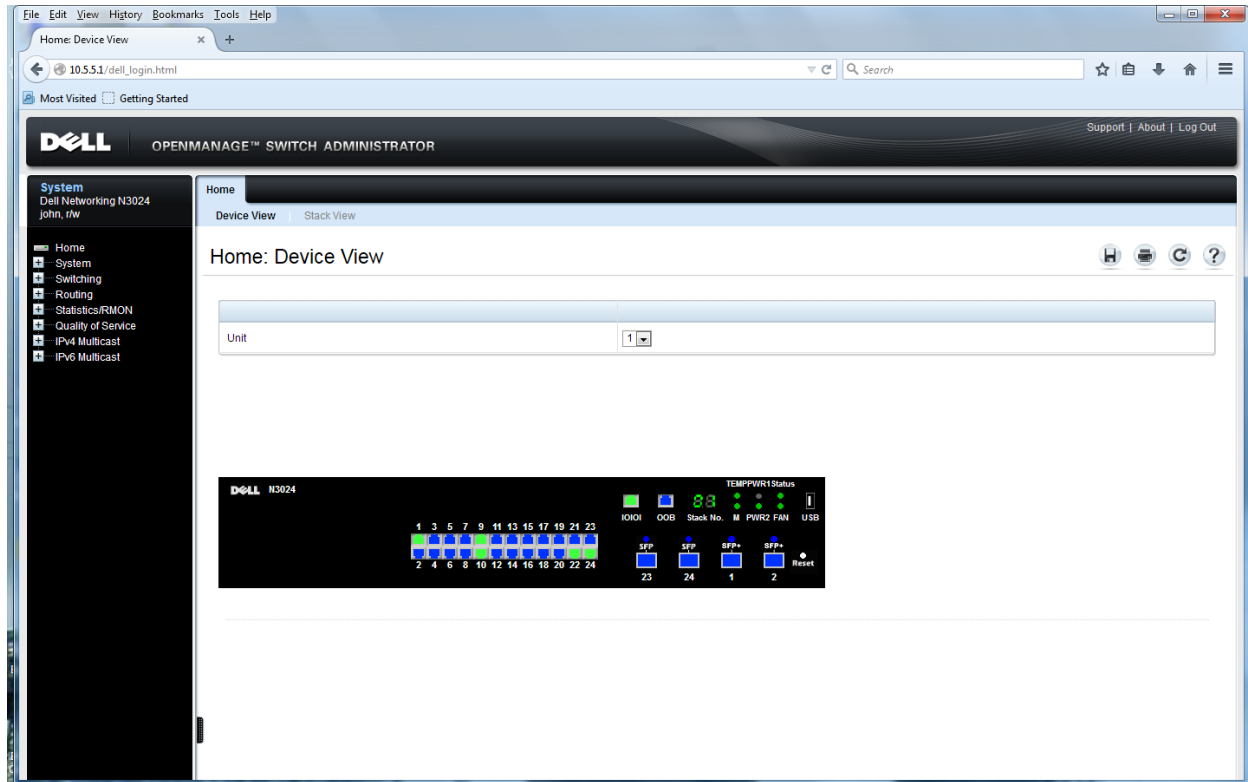 File Edit View History Bookmarks Tools Help
Home: Device View × +
10.5.5.1/dell_login.html Search
Most Visited Getting Started
DELL OPENMANAGE™ SWITCH ADMINISTRATOR Support | About | Log Out
System
Dell Networking N3024
john, r/w
Home
Device View Stack View
Home
System
Switching
Routing
Statistics/RMON
Quality of Service
IPv4 Multicast
IPv6 Multicast
Home: Device View
Unit 1
DELL N3024
TEMP PWR1 Status
IOIOI OOB Stack No. M PWR2 FAN USB
1 3 5 7 9 11 13 15 17 19 21 23
2 4 6 8 10 12 14 16 18 20 22 24
SFP SFP SFP+ SFP+
Reset
23 24 1 2